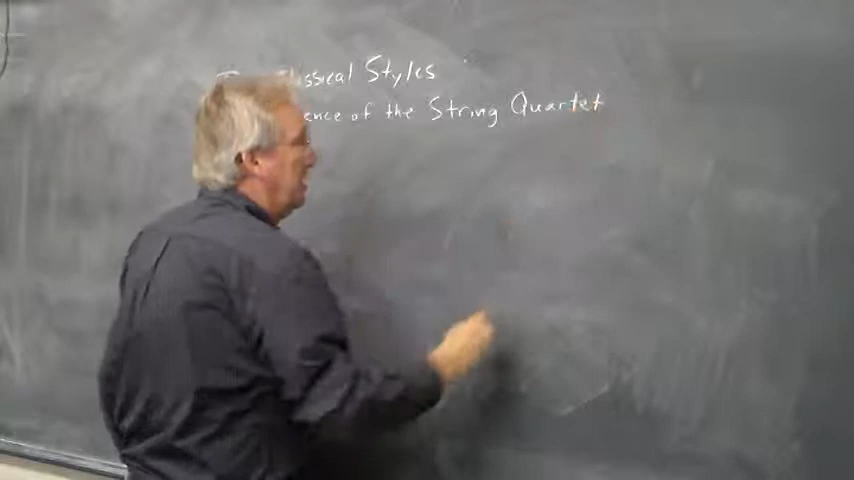 Classical Styles
ence of the String Quartet